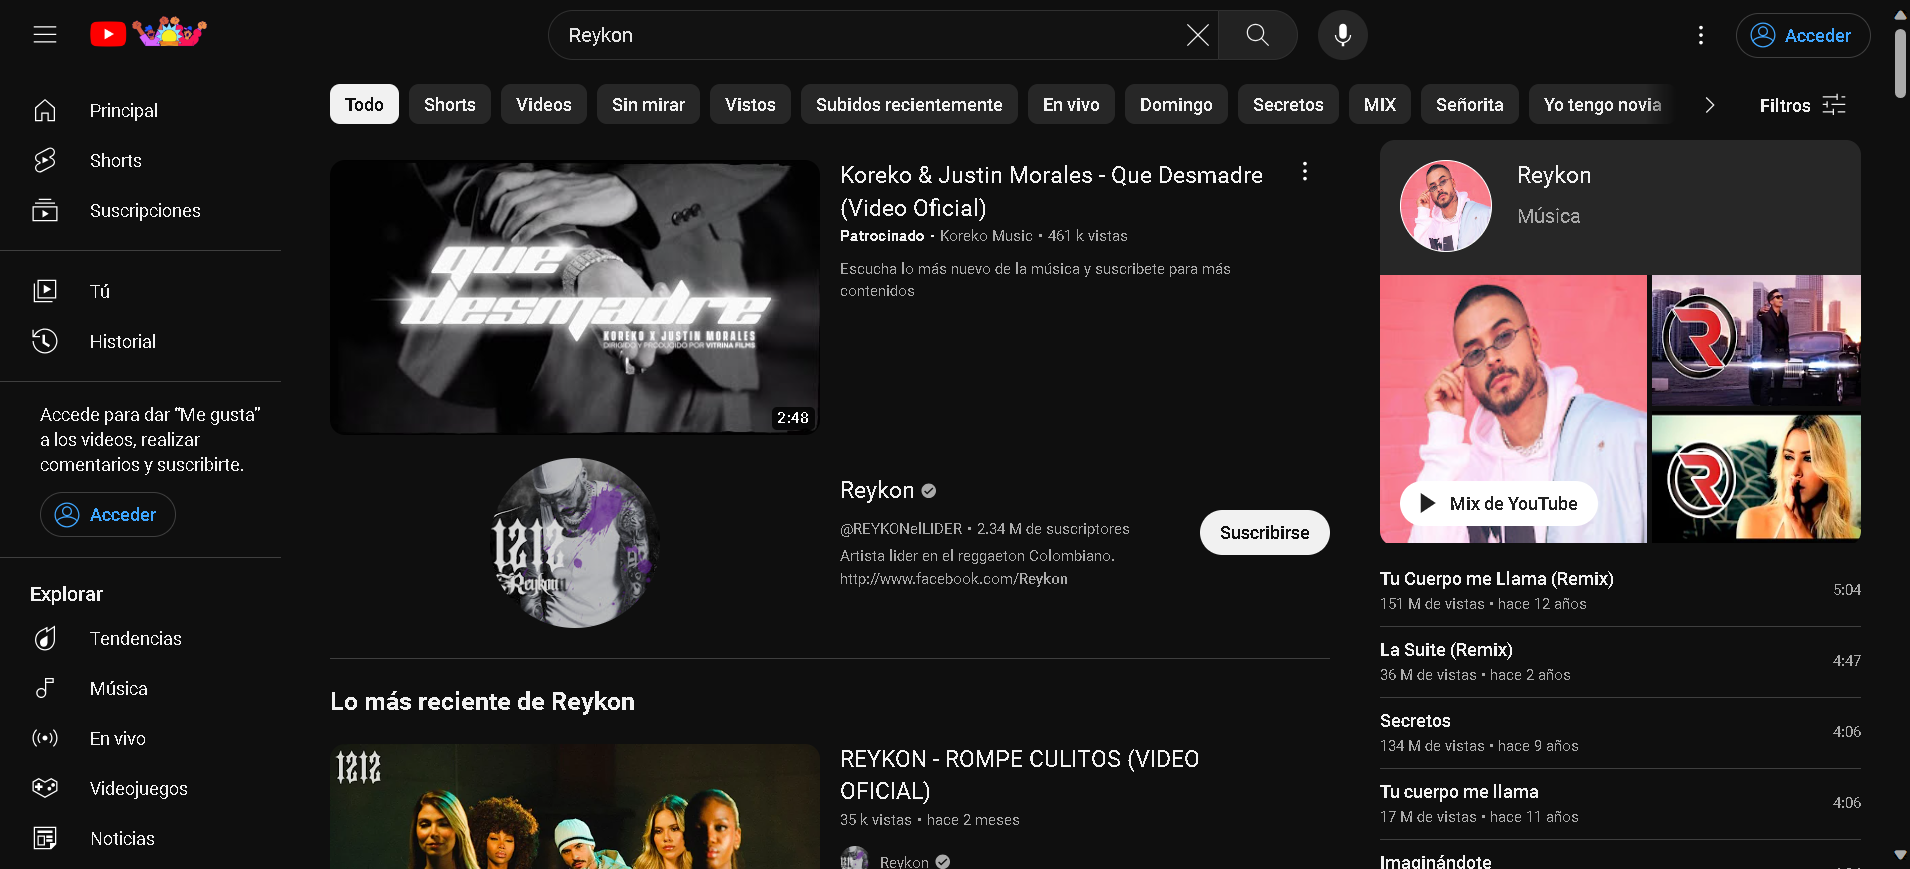 Reykon
Acceder
Principal
Shorts
Suscripciones
Tú
Historial
Accede para dar “Me gusta”
a los videos, realizar
comentarios y suscribirte.
Acceder
Explorar
Tendencias
Música
En vivo
Videojuegos
Noticias
Todo
Shorts
Videos
Sin mirar
Vistos
Subidos recientemente
En vivo
Domingo
Secretos
MIX
Señorita
Yo tengo novia
Filtros
que
desmadre
KOREKO X JUSTIN MORALES
DIRIGIDO Y PRODUCIDO POR VITRINA FILMS
2:48
Koreko & Justin Morales - Que Desmadre
(Video Oficial)
Patrocinado • Koreko Music • 461 k vistas
Escucha lo más nuevo de la música y suscribete para más
contenidos
1212
Reykon
Reykon
@REYKONelLIDER • 2.34 M de suscriptores
Artista lider en el reggaeton Colombiano.
http://www.facebook.com/Reykon
Suscribirse
Lo más reciente de Reykon
1212
REYKON - ROMPE CULITOS (VIDEO
OFICIAL)
35 k vistas • hace 2 meses
Reykon
Reykon
Música
R
R
Mix de YouTube
Tu Cuerpo me Llama (Remix)
5:04
151 M de vistas • hace 12 años
La Suite (Remix)
4:47
36 M de vistas • hace 2 años
Secretos
4:06
134 M de vistas • hace 9 años
Tu cuerpo me llama
4:06
17 M de vistas • hace 11 años
Imaginándote